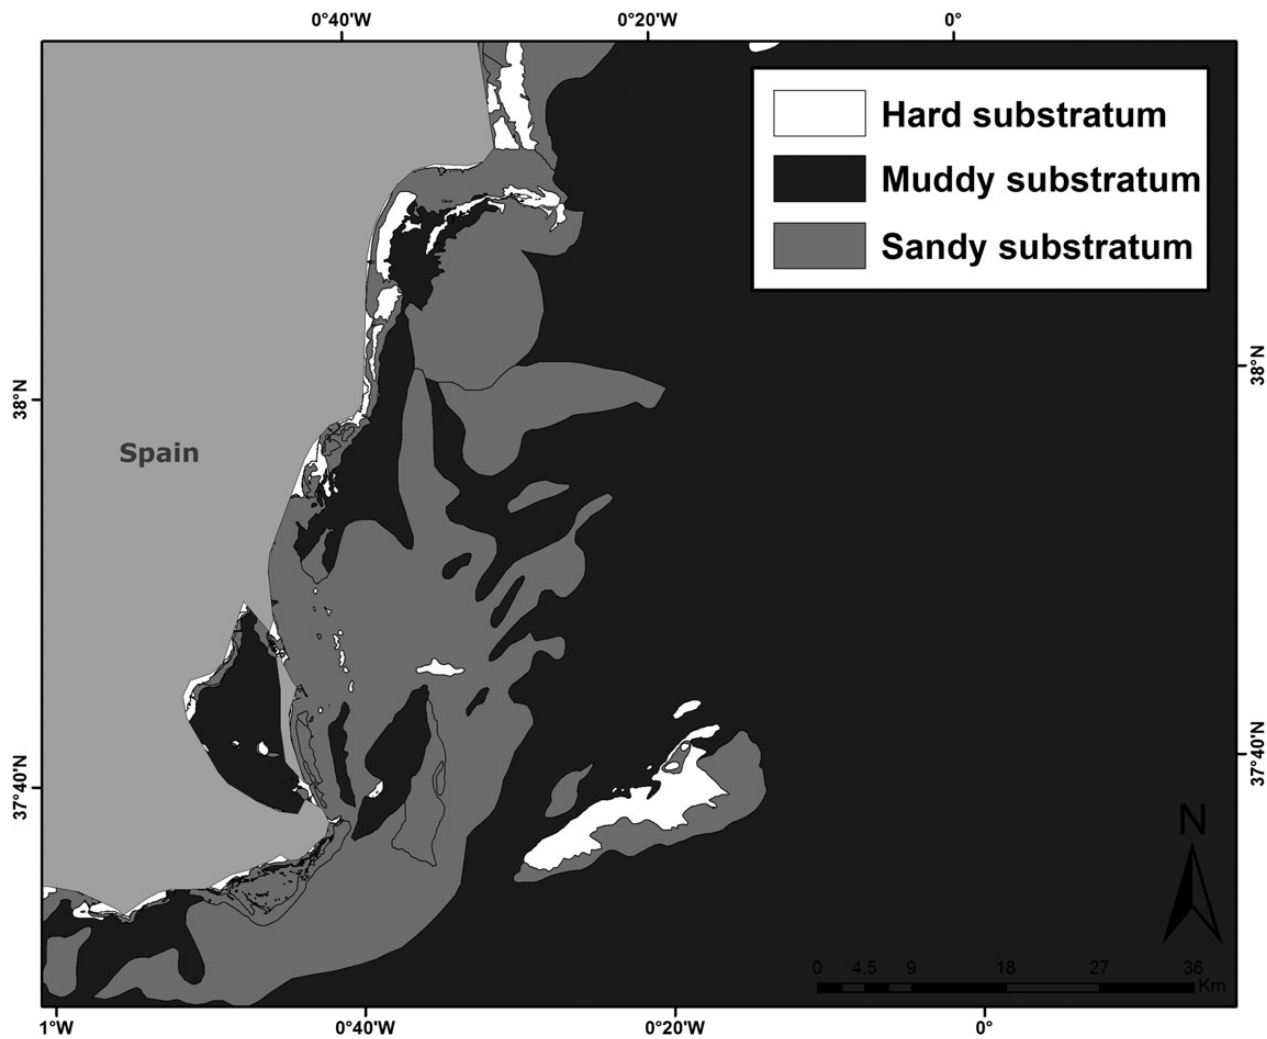 0°40'W 0°20'W 0°
Hard substratum
Muddy substratum
Sandy substratum
38°N
38°N
Spain
37°40'N
37°40'N
N
0 4.5 9 18 27 36
Km
1°W 0°40'W 0°20'W 0°